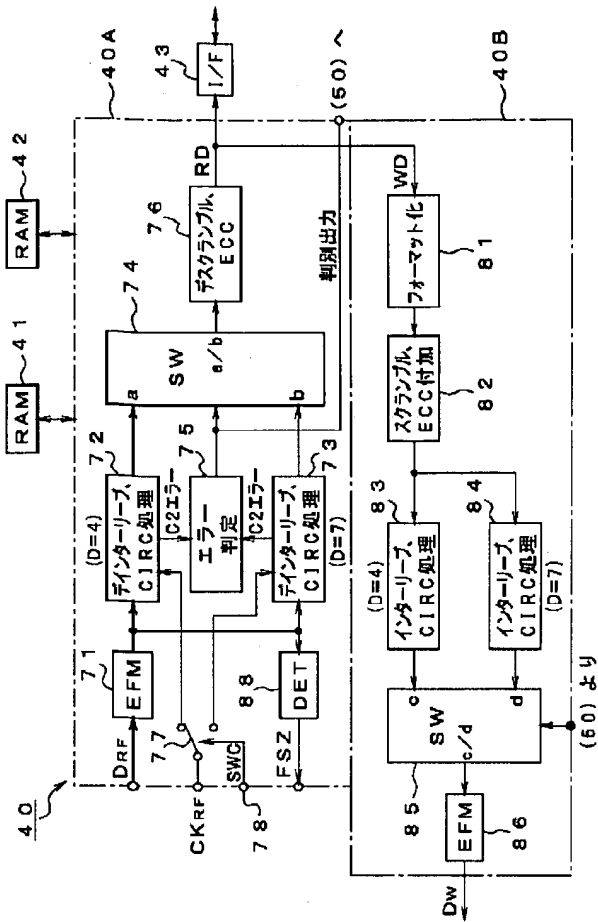 40
RAM
41
RAM
42
40A
DRF
EFM
71
デインターリーブ、
CIRC処理
72
(D=4)
C2エラー
エラー
判定
75
C2エラー
デインターリーブ、
CIRC処理
73
(D=7)
SW
a
a/b
b
74
デスクランブル、
ECC
76
RD
I/F
43
CKRF
77
SWC
78
FSZ
DET
88
判別出力
(50)へ
40B
WD
フォーマット化
81
スクランブル、
ECC付加
82
(D=4)
インターリーブ、
CIRC処理
83
インターリーブ、
CIRC処理
84
(D=7)
SW
c
c/d
d
85
EFM
86
Dw
(60)より